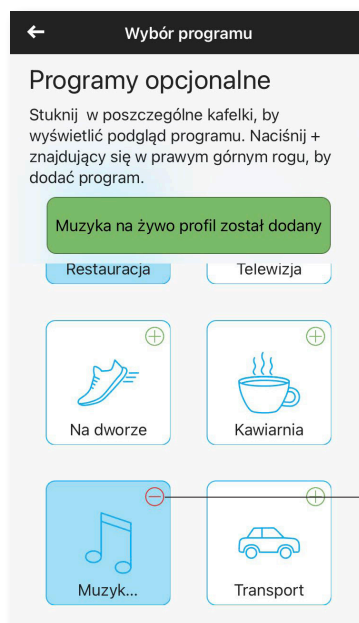 Wybór programu
Programy opcjonalne
Stuknij w poszczególne kafelki, by
wyświetlić podgląd programu. Naciśnij +
znajdujący się w prawym górnym rogu, by
dodać program.
Muzyka na żywo profil został dodany
Restauracja
Telewizja
Na dworze
Kawiarnia
Muzyk...
Transport